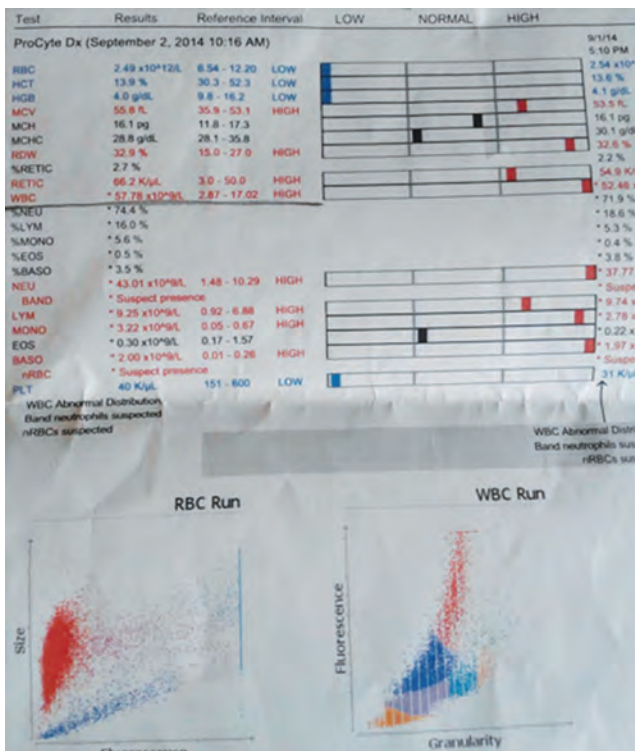 Test Results Reference Interval LOW NORMAL HIGH
ProCyte Dx (September 2, 2014 10:16 AM) 9/1/14
5:10 PM
RBC 2.49 x10^12/L 6.54 - 12.20 LOW 2.54 x10^
HCT 13.9 % 30.3 - 52.3 LOW 13.6 %
HGB 4.0 g/dL 9.8 - 16.2 LOW 4.1 g/dL
MCV 55.8 fL 35.9 - 53.1 HIGH 53.5 fL
MCH 16.1 pg 11.8 - 17.3 16.1 pg
MCHC 28.8 g/dL 28.1 - 35.8 30.1 g/dL
RDW 32.9 % 15.0 - 27.0 HIGH 32.6 %
%RETIC 2.7 % 2.2 %
RETIC 66.2 K/µL 3.0 - 50.0 HIGH 54.9 K/
WBC * 57.78 x10^9/L 2.87 - 17.02 HIGH * 52.48
%NEU * 74.4 % * 71.9 %
%LYM * 16.0 % * 18.6 %
%MONO * 5.6 % * 5.3 %
%EOS * 0.5 % * 0.4 %
%BASO * 3.5 % * 3.8 %
NEU * 43.01 x10^9/L 1.48 - 10.29 HIGH * 37.77
BAND * Suspect presence * Suspe
LYM * 9.25 x10^9/L 0.92 - 6.88 HIGH * 9.74
MONO * 3.22 x10^9/L 0.05 - 0.67 HIGH * 2.78
EOS * 0.30 x10^9/L 0.17 - 1.57 * 0.22 x
BASO * 2.00 x10^9/L 0.01 - 0.26 HIGH * 1.97 x
nRBC * Suspect presence * Suspe
PLT 40 K/µL 151 - 600 LOW 31 K/µ
WBC Abnormal Distribution
Band neutrophils suspected
nRBCs suspected
WBC Abnormal Distri
Band neutrophils sus
nRBCs sus
RBC Run
WBC Run
Size
Fluorescence
Fluorescence
Granularity